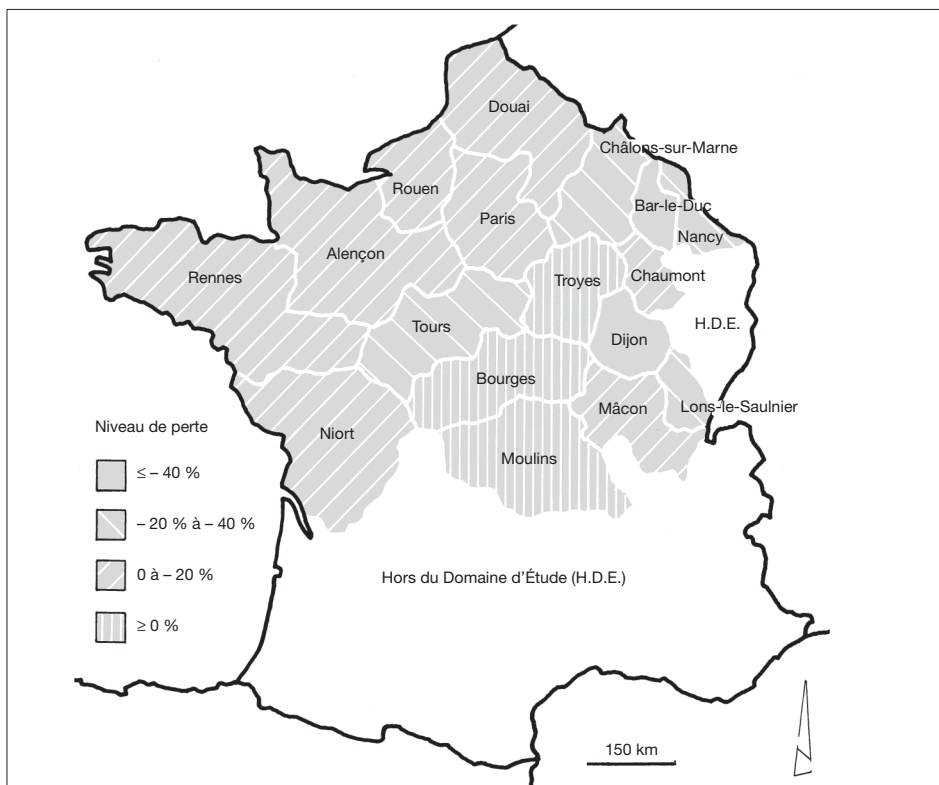 Douai
Châlons-sur-Marne
Rouen
Bar-le-Duc
Paris
Nancy
Alençon
Rennes
Troyes
Chaumont
H.D.E.
Tours
Dijon
Bourges
Lons-le-Saulnier
Mâcon
Niveau de perte
Niort
Moulins
≤ – 40 %
– 20 % à – 40 %
0 à – 20 %
Hors du Domaine d'Étude (H.D.E.)
≥ 0 %
150 km
N